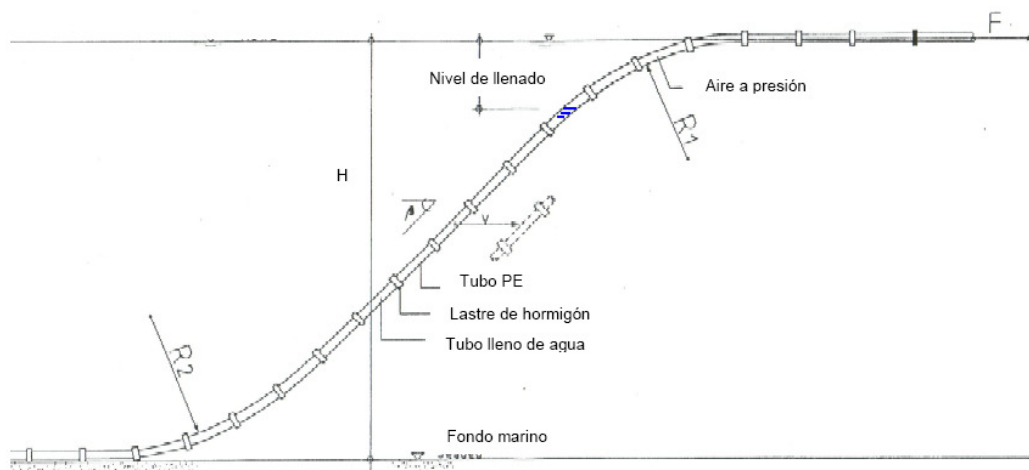 F
Nivel de llenado
Aire a presión
R1
H
V
Tubo PE
Lastre de hormigón
Tubo lleno de agua
R2
Fondo marino